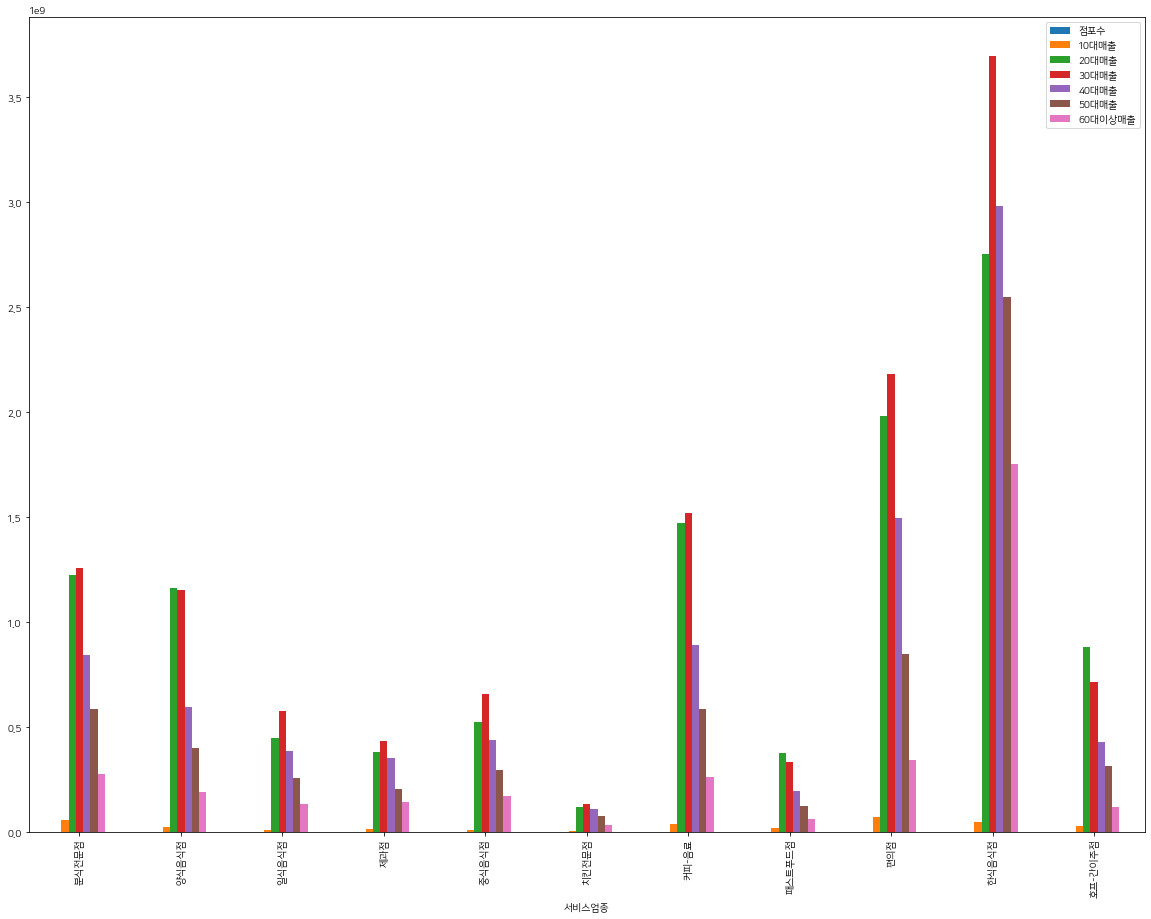 1e9
3,5
3,0
2,5
2,0
1,5
1,0
0,5
0,0
점포수
10대매출
20대매출
30대매출
40대매출
50대매출
60대이상매출
분식전문점
양식음식점
일식음식점
제과점
중식음식점
치킨전문점
커피-음료
패스트푸드점
편의점
한식음식점
호프-간이주점
서비스업종